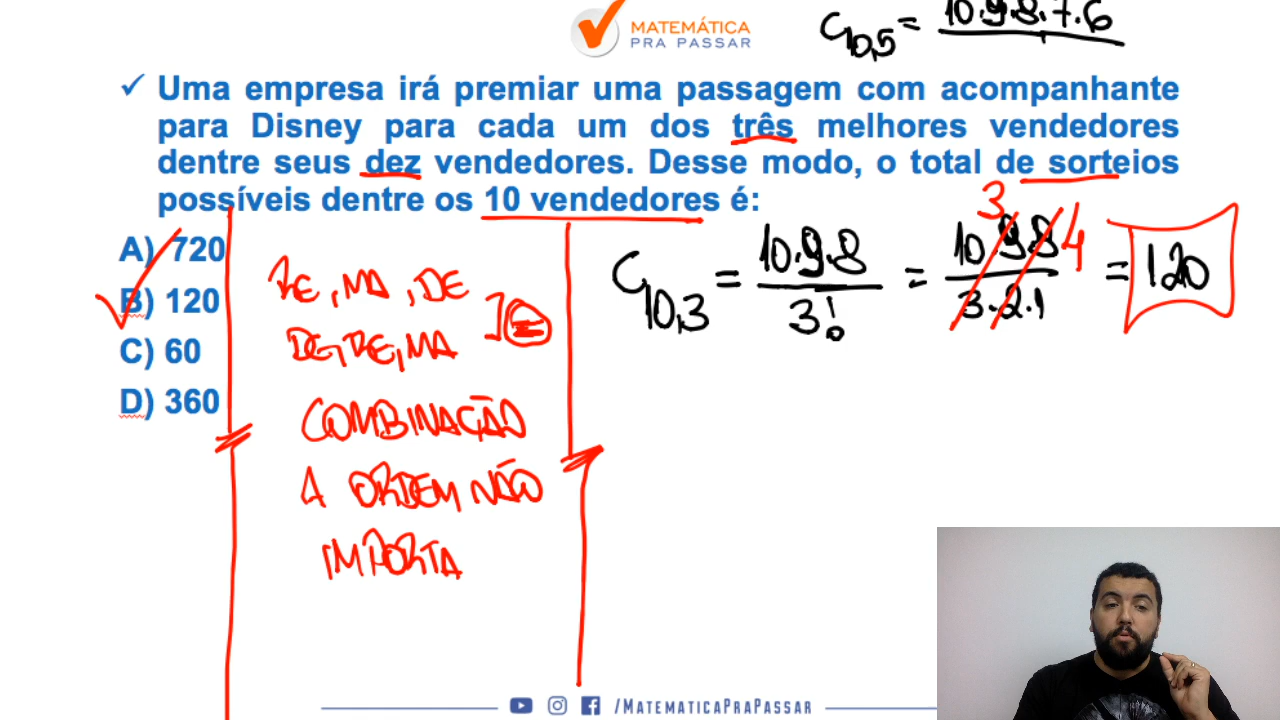 MATEMÁTICA
PRA PASSAR
C10,5 = 10.9.8.7.6
✓ Uma empresa irá premiar uma passagem com acompanhante
para Disney para cada um dos três melhores vendedores
dentre seus dez vendedores. Desse modo, o total de sorteios
possíveis dentre os 10 vendedores é:
A) 720
B) 120
C) 60
D) 360
RE, MA, DE
DE, RE, MA
COMBINAÇÃO
A ORDEM NÃO
IMPORTA
C10,3 = 10.9.8 / 3! = 10.9.8 / 3.2.1 = 120
3 4
/MATEMATICAPRAPASSAR